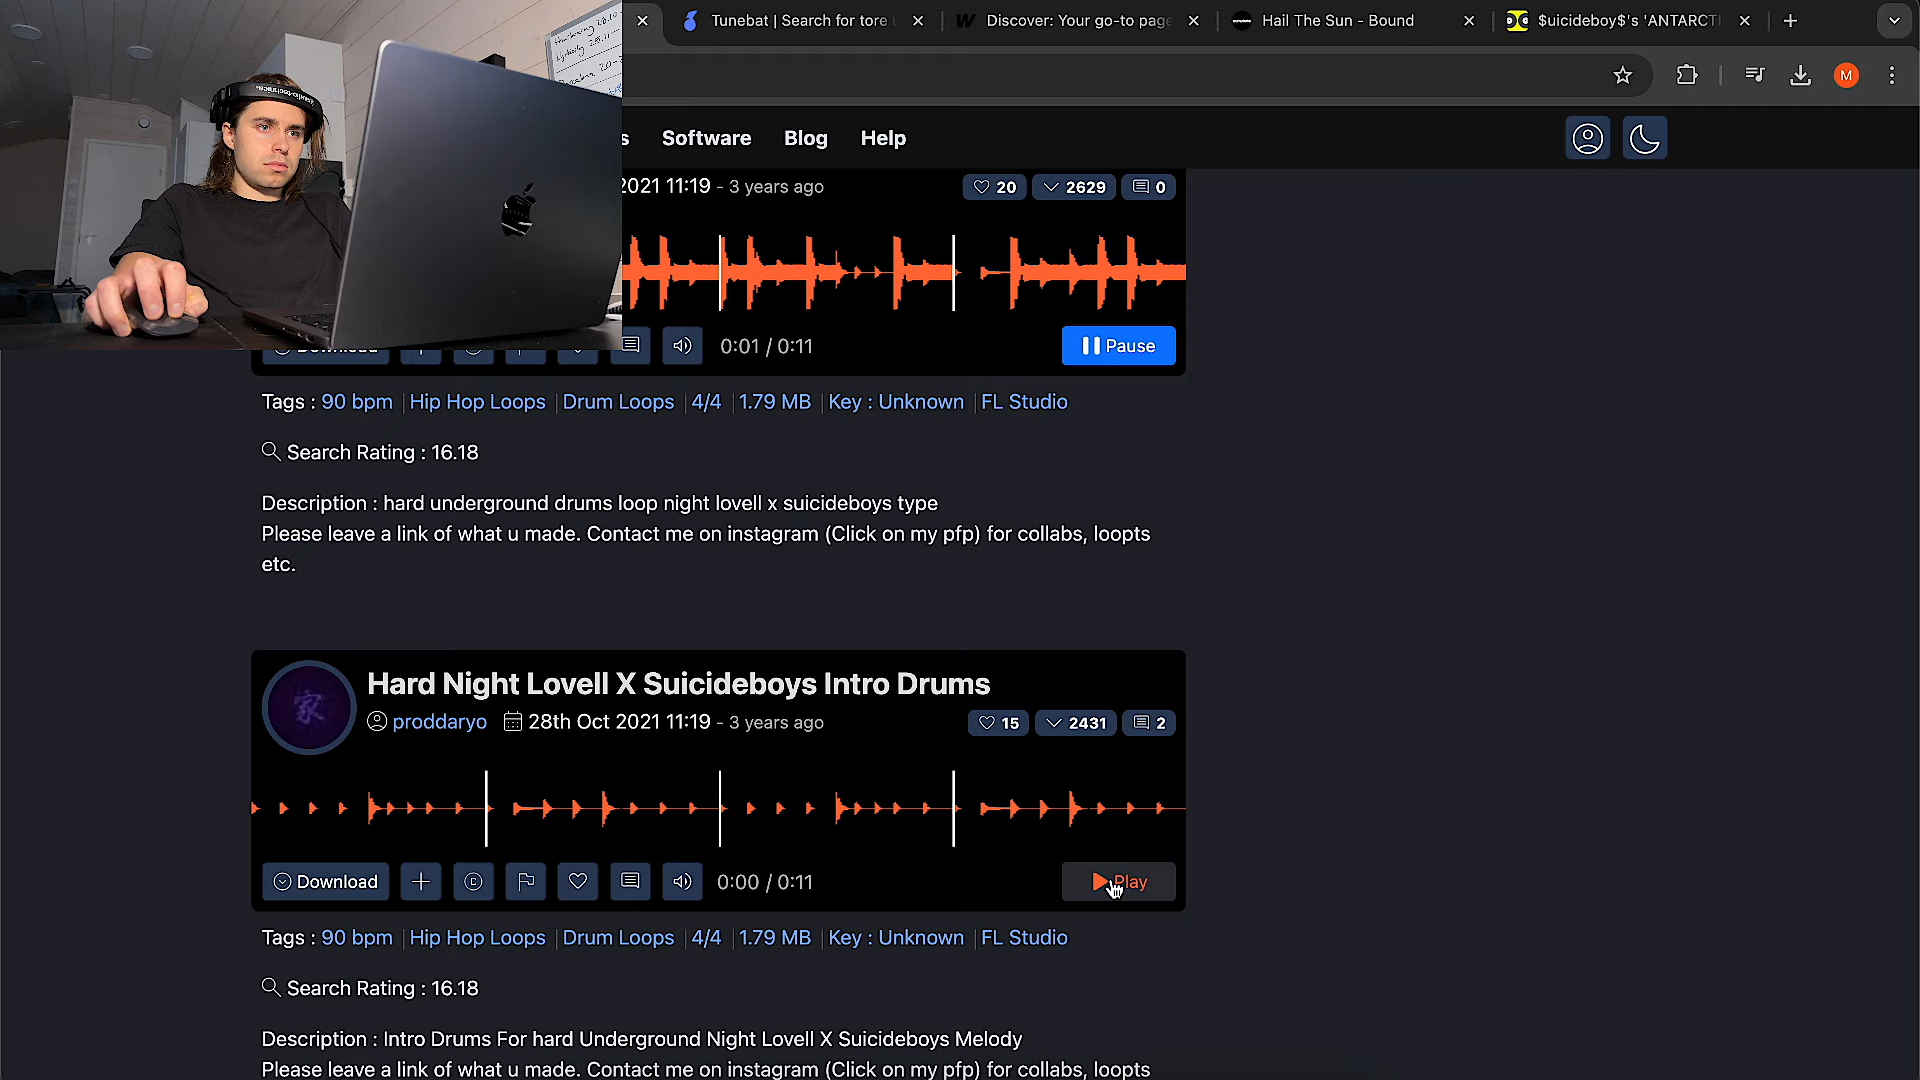 Tunebat | Search for tore
Discover: Your go-to page
Hail The Sun - Bound
$uicideboy$'s 'ANTARCTI
audio-technica
M
s
Software
Blog
Help
2021 11:19 - 3 years ago
20
2629
0
Download
0:01 / 0:11
Pause
Tags : 90 bpm | Hip Hop Loops | Drum Loops | 4/4 | 1.79 MB | Key : Unknown | FL Studio
Search Rating : 16.18
Description : hard underground drums loop night lovell x suicideboys type
Please leave a link of what u made. Contact me on instagram (Click on my pfp) for collabs, loopts
etc.
家
Hard Night Lovell X Suicideboys Intro Drums
proddaryo 28th Oct 2021 11:19 - 3 years ago
15
2431
2
Download
0:00 / 0:11
Play
Tags : 90 bpm | Hip Hop Loops | Drum Loops | 4/4 | 1.79 MB | Key : Unknown | FL Studio
Search Rating : 16.18
Description : Intro Drums For hard Underground Night Lovell X Suicideboys Melody
Please leave a link of what u made. Contact me on instagram (Click on my pfp) for collabs, loopts